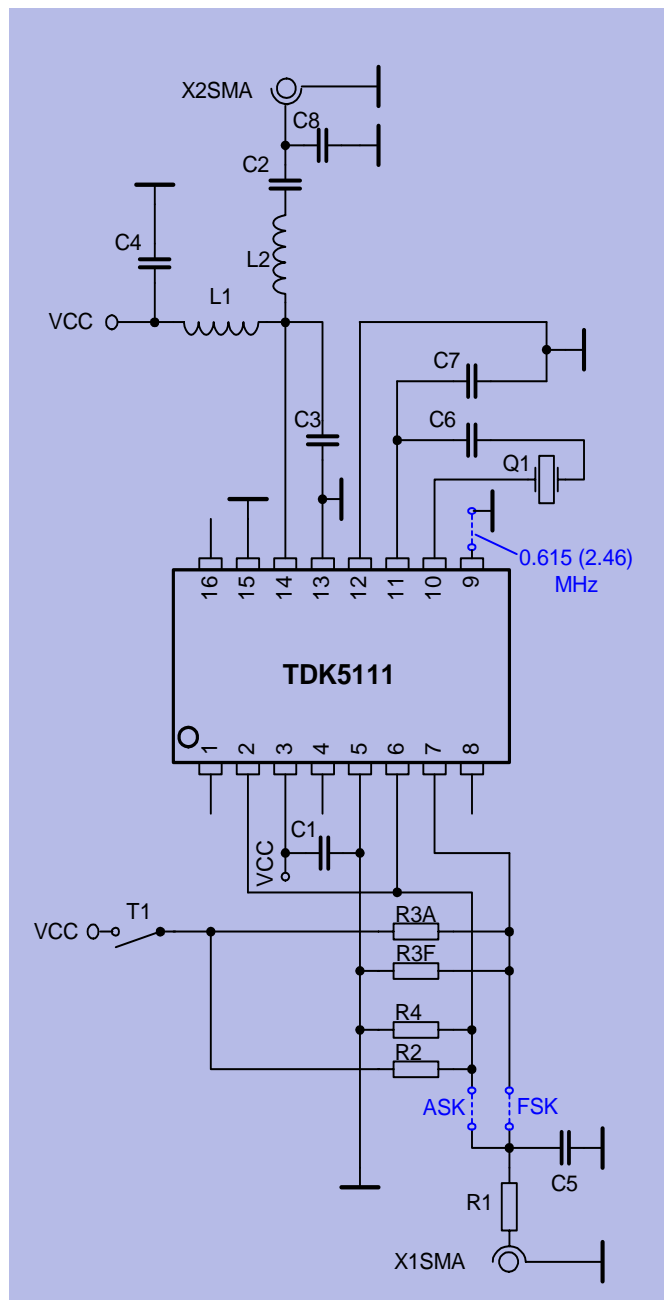 X2SMA
C8
C2
C4
L2
L1
VCC
C7
C3
C6
Q1
0.615 (2.46)
MHz
16 15 14 13 12 11 10 9
TDK5111
1 2 3 4 5 6 7 8
C1
VCC
T1
VCC
R3A
R3F
R4
R2
ASK FSK
C5
R1
X1SMA